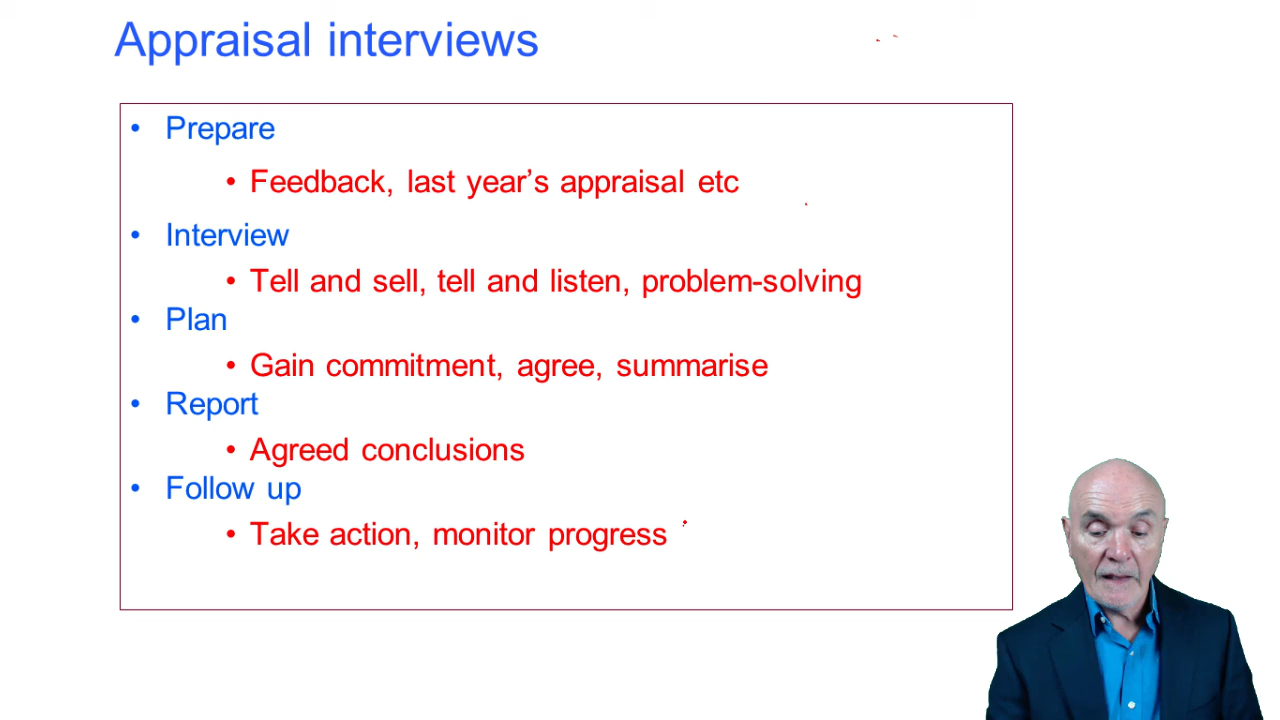 Appraisal interviews
• Prepare
• Feedback, last year’s appraisal etc
• Interview
• Tell and sell, tell and listen, problem-solving
• Plan
• Gain commitment, agree, summarise
• Report
• Agreed conclusions
• Follow up
• Take action, monitor progress